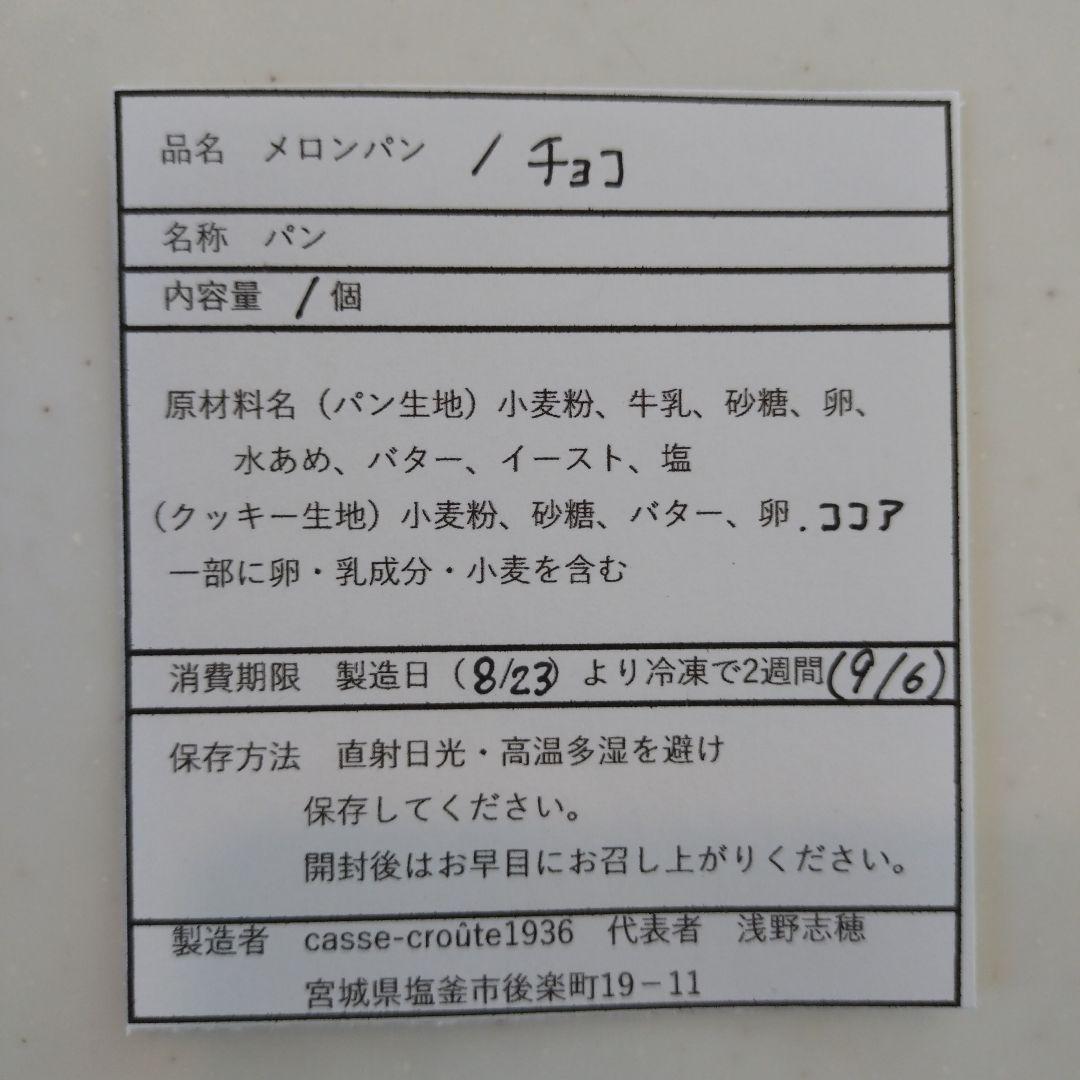 品名 メロンパン / チョコ
名称 パン
内容量 / 個
原材料名（パン生地）小麦粉、牛乳、砂糖、卵、
水あめ、バター、イースト、塩
（クッキー生地）小麦粉、砂糖、バター、卵.ココア
一部に卵・乳成分・小麦を含む
消費期限 製造日（8/23）より冷凍で2週間(9/6)
保存方法 直射日光・高温多湿を避け
保存してください。
開封後はお早目にお召し上がりください。
製造者 casse-croûte1936 代表者 浅野志穂
宮城県塩釜市後楽町19－11